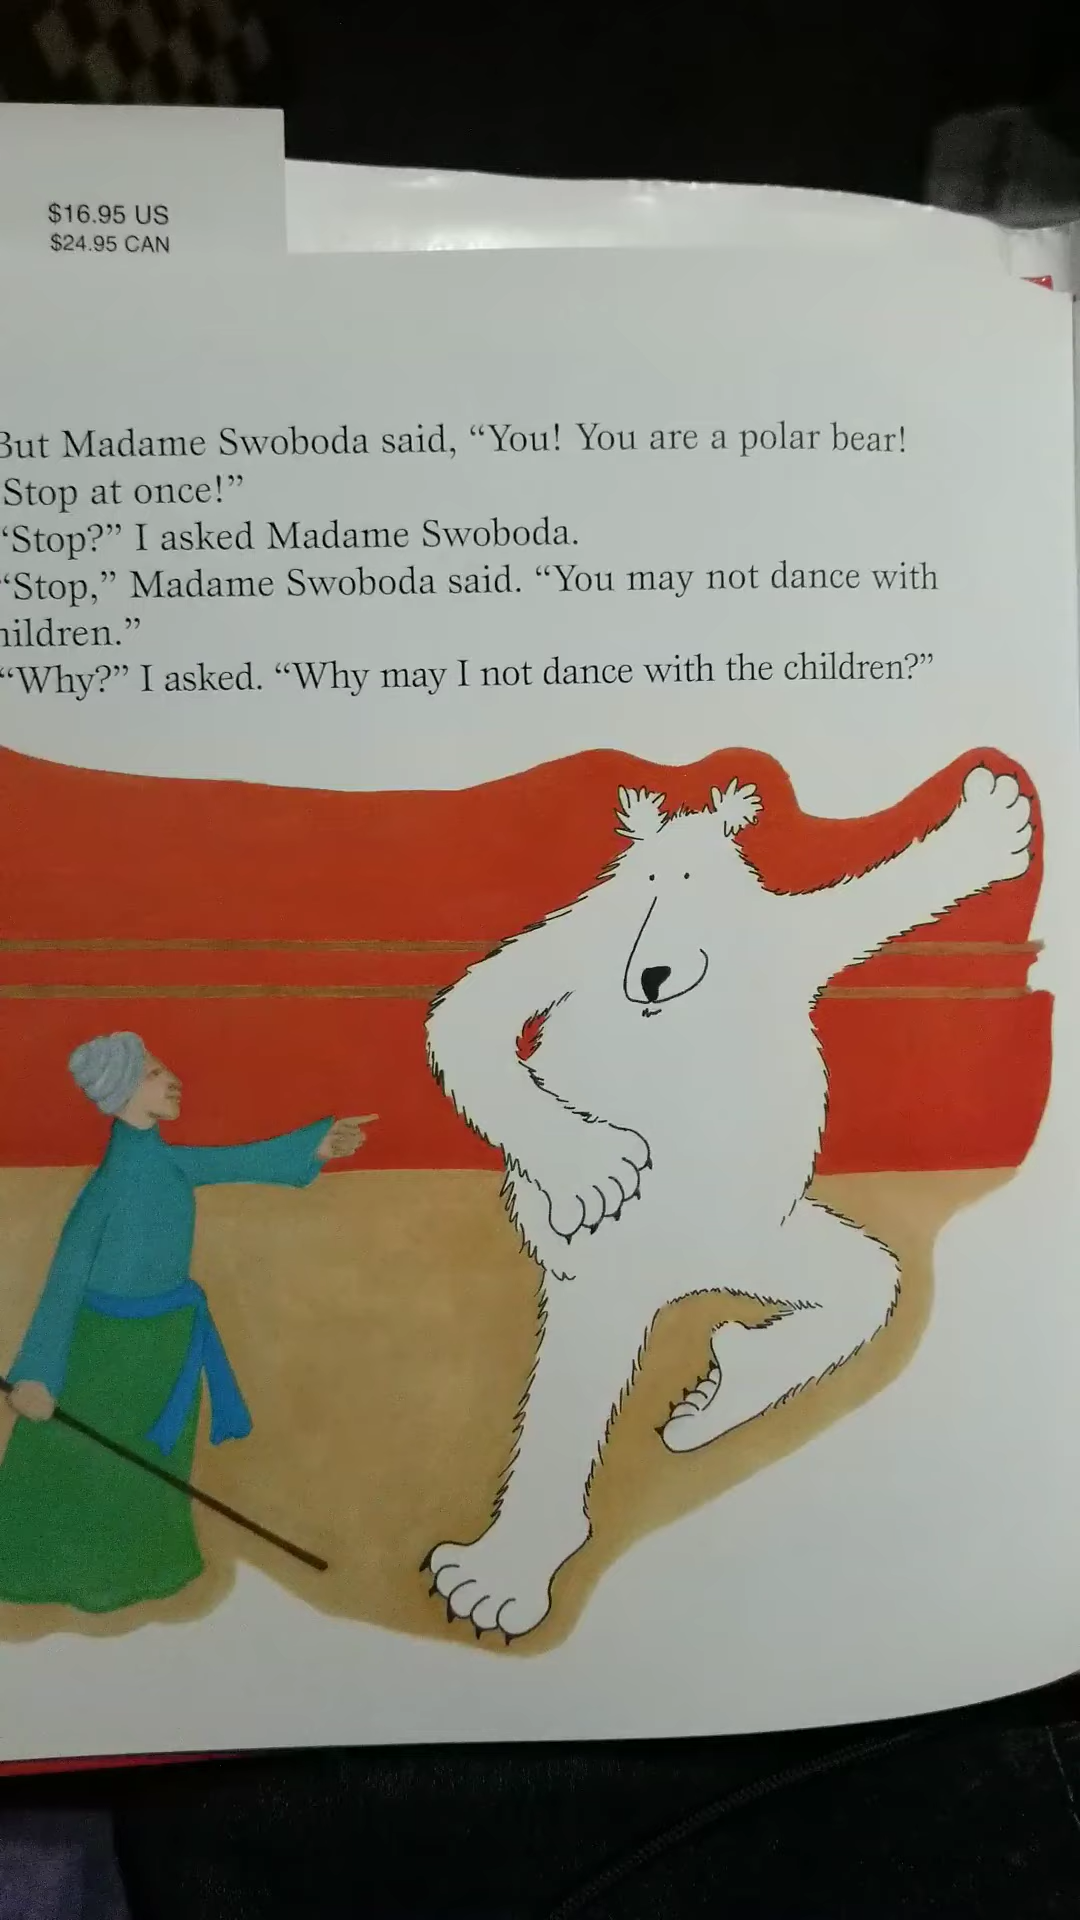 $16.95 US
$24.95 CAN
But Madame Swoboda said, “You! You are a polar bear!
Stop at once!”
“Stop?” I asked Madame Swoboda.
“Stop,” Madame Swoboda said. “You may not dance with
hildren.”
“Why?” I asked. “Why may I not dance with the children?”